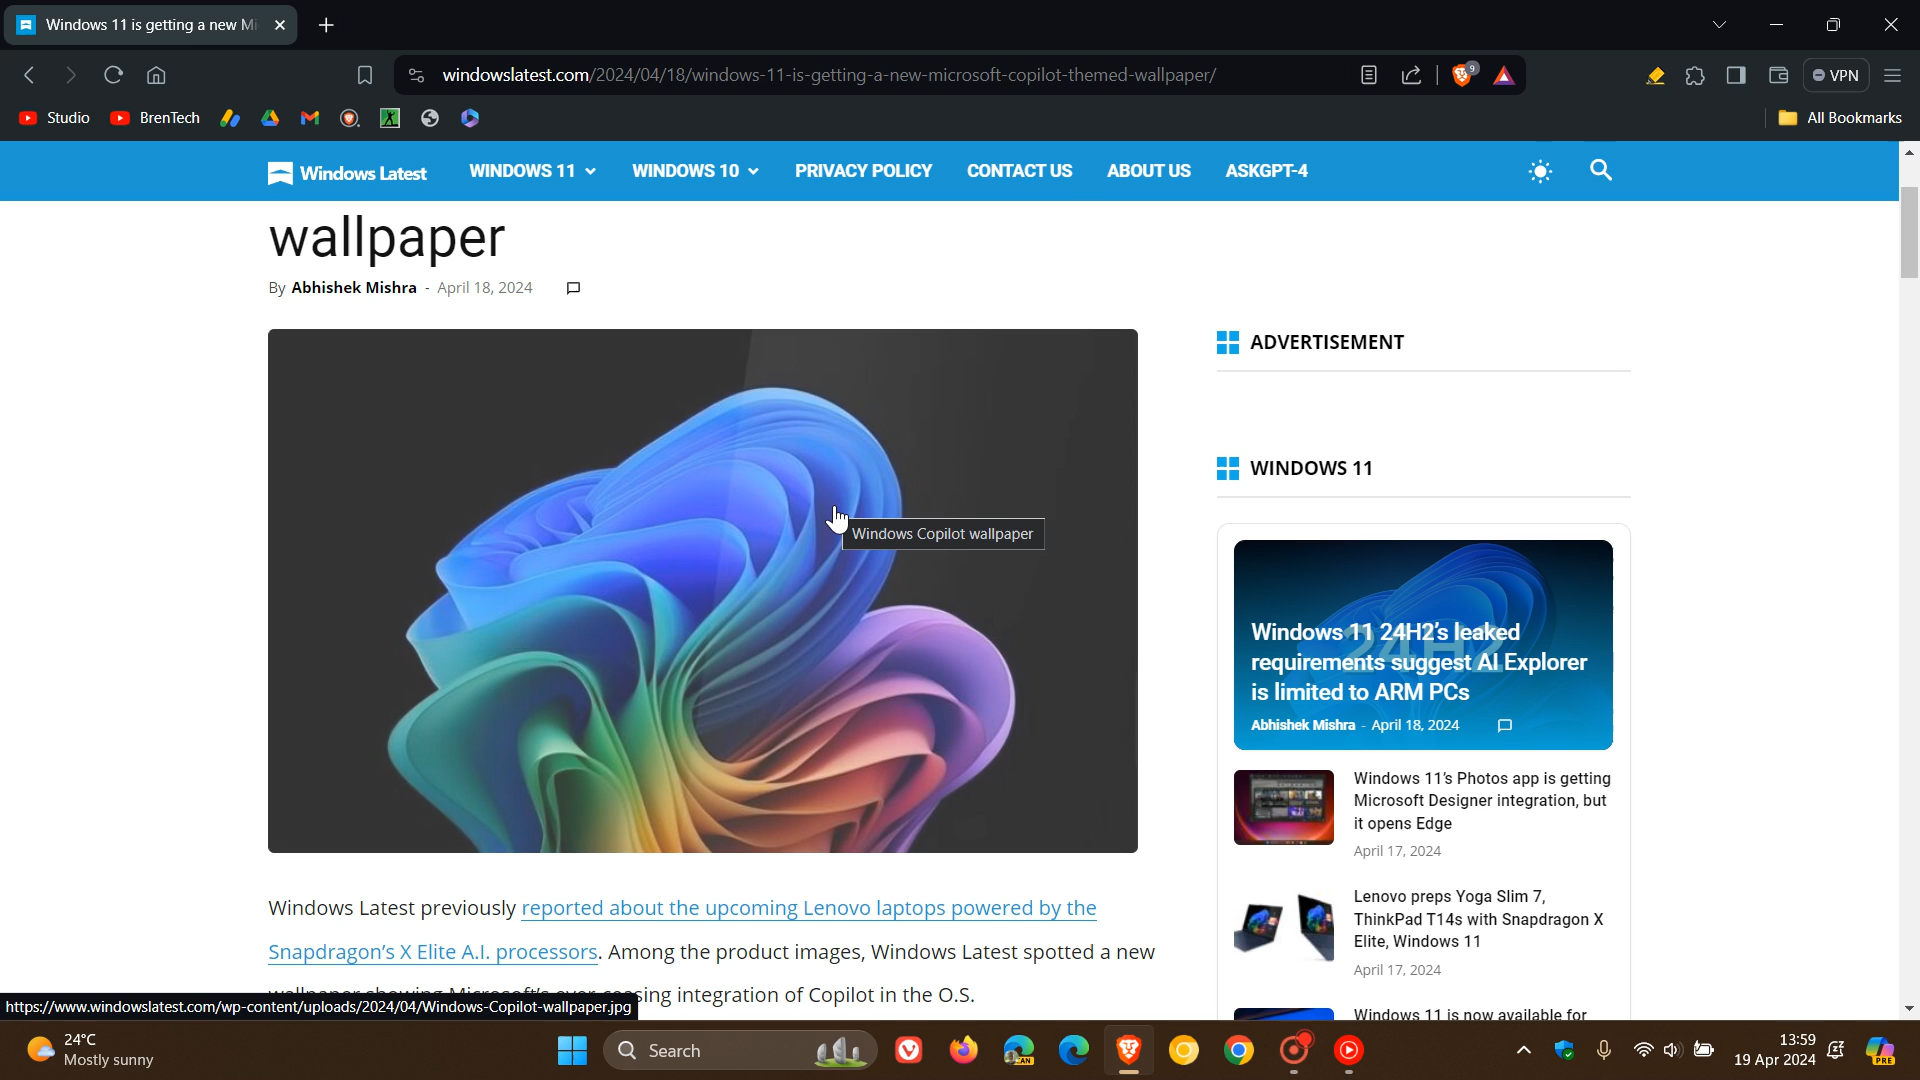 Windows 11 is getting a new Mi
windowslatest.com/2024/04/18/windows-11-is-getting-a-new-microsoft-copilot-themed-wallpaper/
9
VPN
Studio
BrenTech
All Bookmarks
Windows Latest
WINDOWS 11
WINDOWS 10
PRIVACY POLICY
CONTACT US
ABOUT US
ASKGPT-4
wallpaper
By Abhishek Mishra - April 18, 2024
Windows Copilot wallpaper
Windows Latest previously reported about the upcoming Lenovo laptops powered by the
Snapdragon's X Elite A.I. processors. Among the product images, Windows Latest spotted a new
sing integration of Copilot in the O.S.
ADVERTISEMENT
WINDOWS 11
24H2
Windows 11 24H2's leaked
requirements suggest AI Explorer
is limited to ARM PCs
Abhishek Mishra - April 18, 2024
Windows 11's Photos app is getting
Microsoft Designer integration, but
it opens Edge
April 17, 2024
Lenovo preps Yoga Slim 7,
ThinkPad T14s with Snapdragon X
Elite, Windows 11
April 17, 2024
Windows 11 is now available for
https://www.windowslatest.com/wp-content/uploads/2024/04/Windows-Copilot-wallpaper.jpg
24°C
Mostly sunny
Search
CAN
13:59
19 Apr 2024
PRE